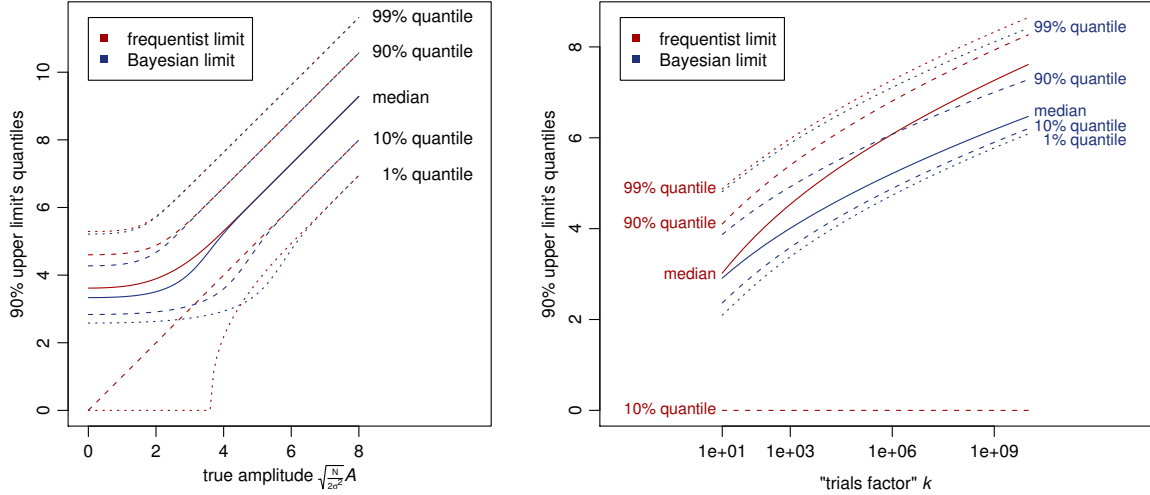 frequentist limit
Bayesian limit
99% quantile
90% quantile
median
10% quantile
1% quantile
90% upper limit's quantiles
0
2
4
6
8
10
0
2
4
6
8
true amplitude √(N/2σ²) A
frequentist limit
Bayesian limit
99% quantile
90% quantile
median
10% quantile
1% quantile
99% quantile
90% quantile
median
10% quantile
90% upper limit's quantiles
0
2
4
6
8
1e+01
1e+03
1e+06
1e+09
"trials factor" k